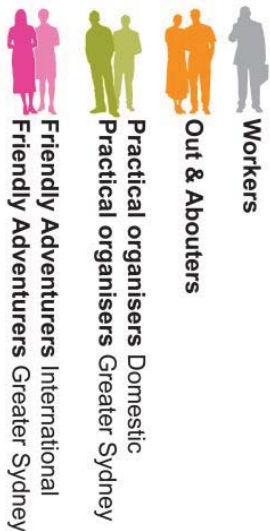 Workers
Out & Abouters
Practical organisers Domestic
Practical organisers Greater Sydney
Friendly Adventurers International
Friendly Adventurers Greater Sydney